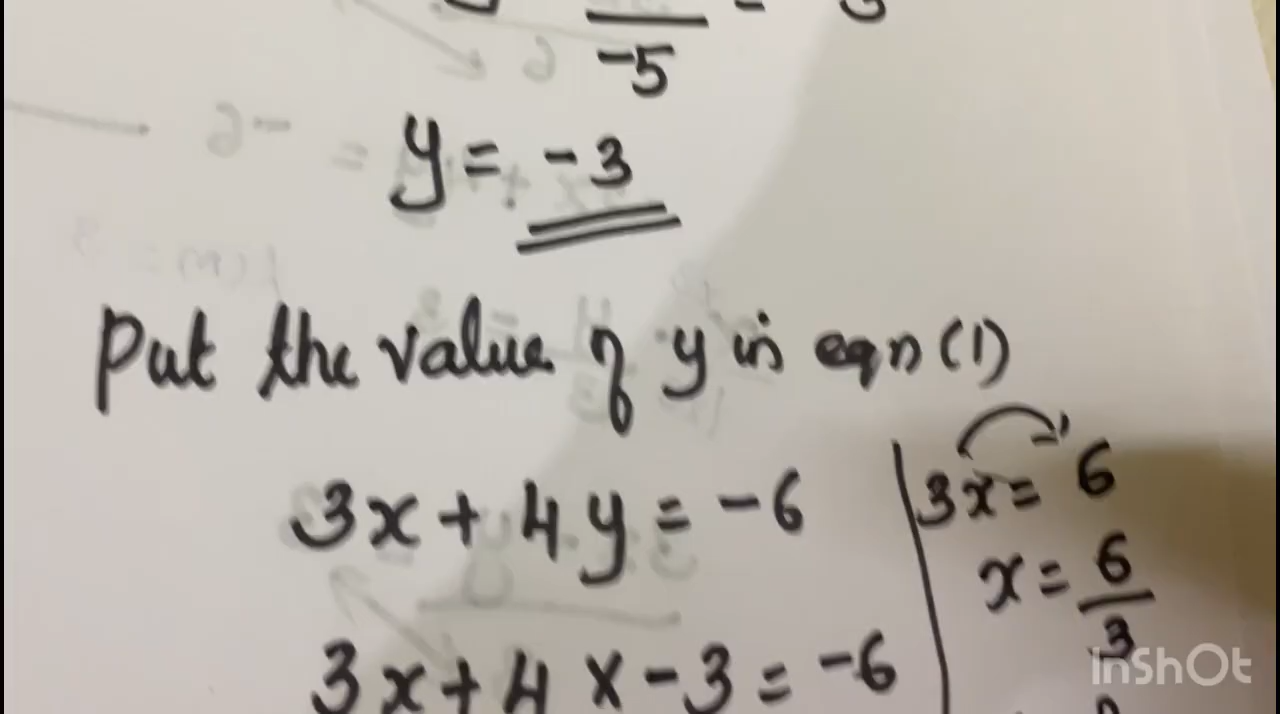 -5
y = -3
Put the value of y in eqn (1)
3x + 4y = -6
3x + 4 x -3 = -6
3x = 6
x = 6
3
InShOt